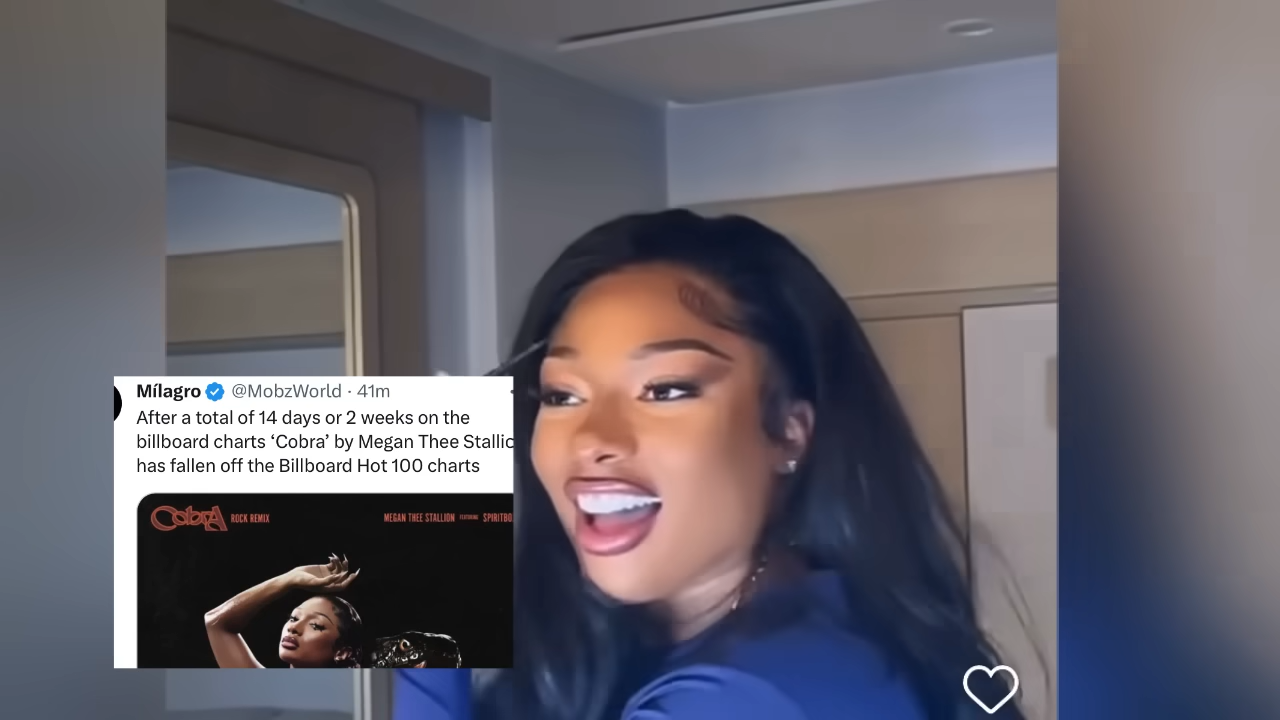 Mílagro @MobzWorld · 41m
After a total of 14 days or 2 weeks on the
billboard charts ‘Cobra’ by Megan Thee
has fallen off the Billboard Hot 100 charts
CobrA ROCK REMIX
MEGAN THEE STALLION FEATURING